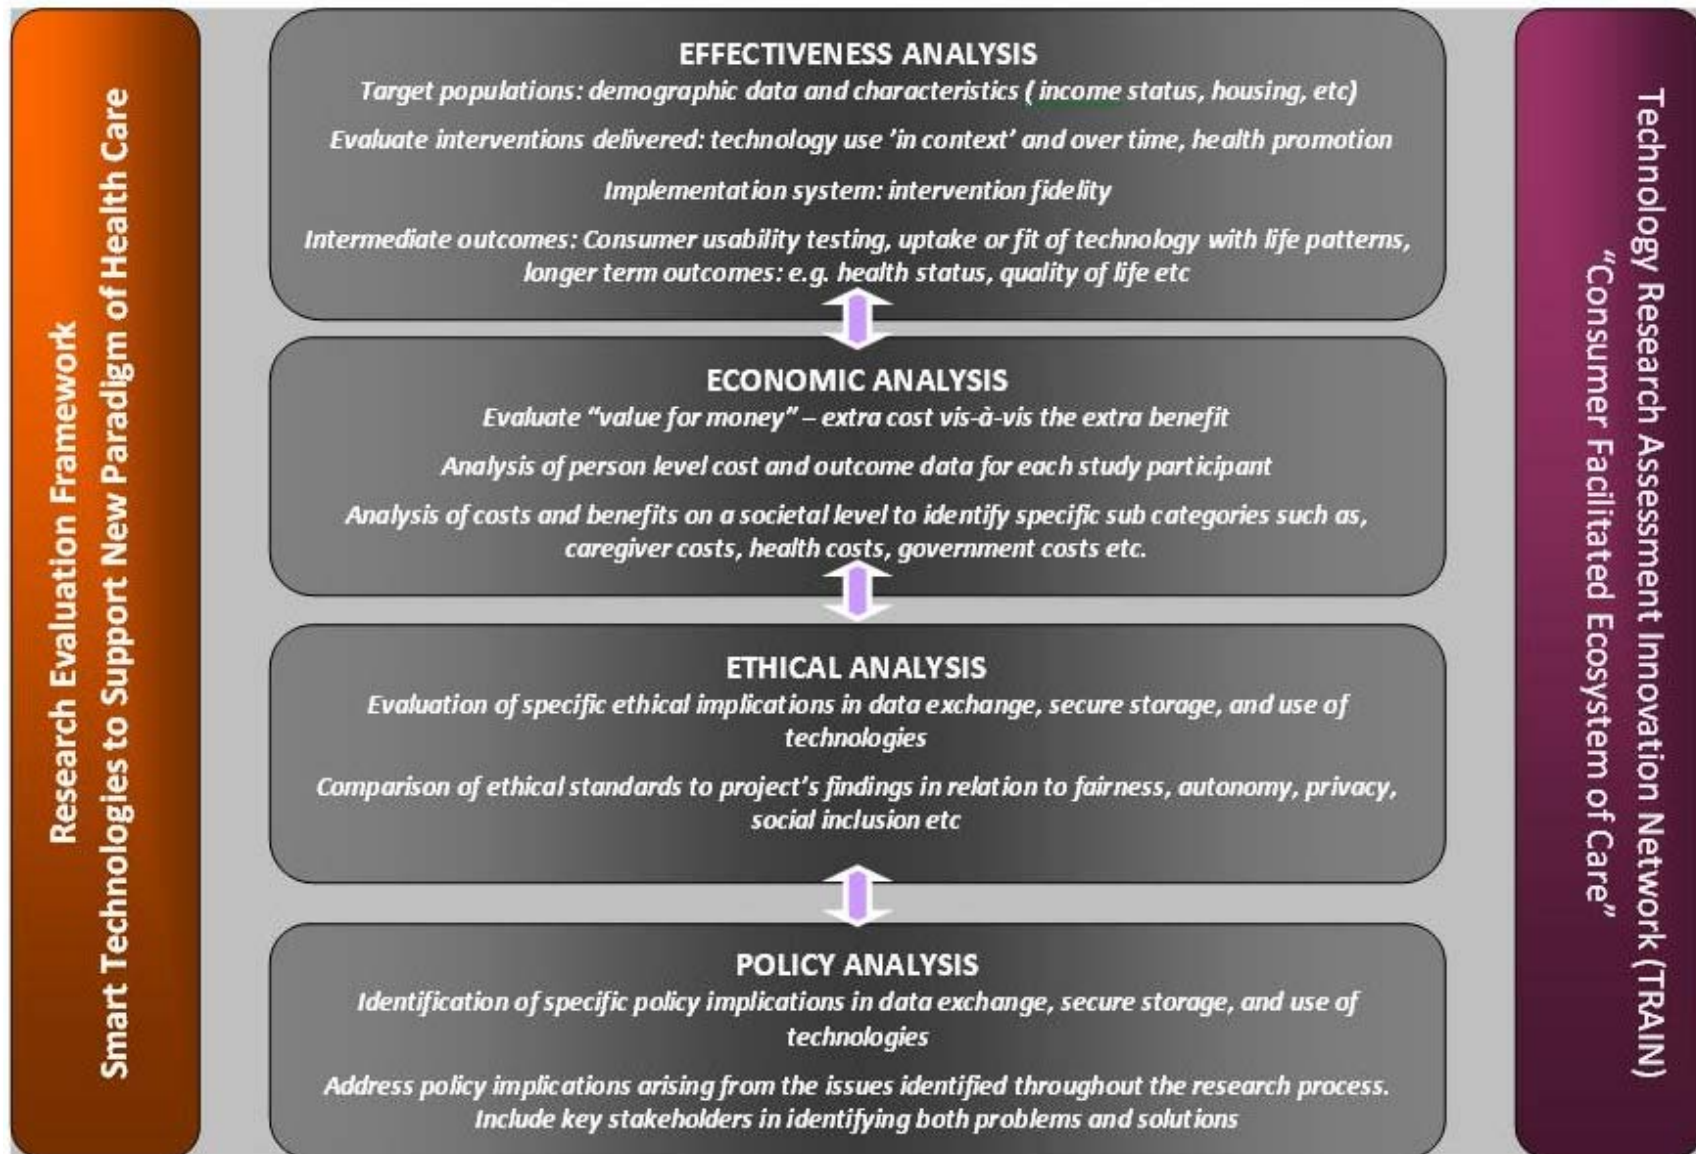 Research Evaluation Framework
Smart Technologies to Support New Paradigm of Health Care
EFFECTIVENESS ANALYSIS
Target populations: demographic data and characteristics ( income status, housing, etc)
Evaluate interventions delivered: technology use 'in context' and over time, health promotion
Implementation system: intervention fidelity
Intermediate outcomes: Consumer usability testing, uptake or fit of technology with life patterns,
longer term outcomes: e.g. health status, quality of life etc
ECONOMIC ANALYSIS
Evaluate “value for money” – extra cost vis-à-vis the extra benefit
Analysis of person level cost and outcome data for each study participant
Analysis of costs and benefits on a societal level to identify specific sub categories such as,
caregiver costs, health costs, government costs etc.
ETHICAL ANALYSIS
Evaluation of specific ethical implications in data exchange, secure storage, and use of
technologies
Comparison of ethical standards to project’s findings in relation to fairness, autonomy, privacy,
social inclusion etc
POLICY ANALYSIS
Identification of specific policy implications in data exchange, secure storage, and use of
technologies
Address policy implications arising from the issues identified throughout the research process.
Include key stakeholders in identifying both problems and solutions
Technology Research Assessment Innovation Network (TRAIN)
“Consumer Facilitated Ecosystem of Care”